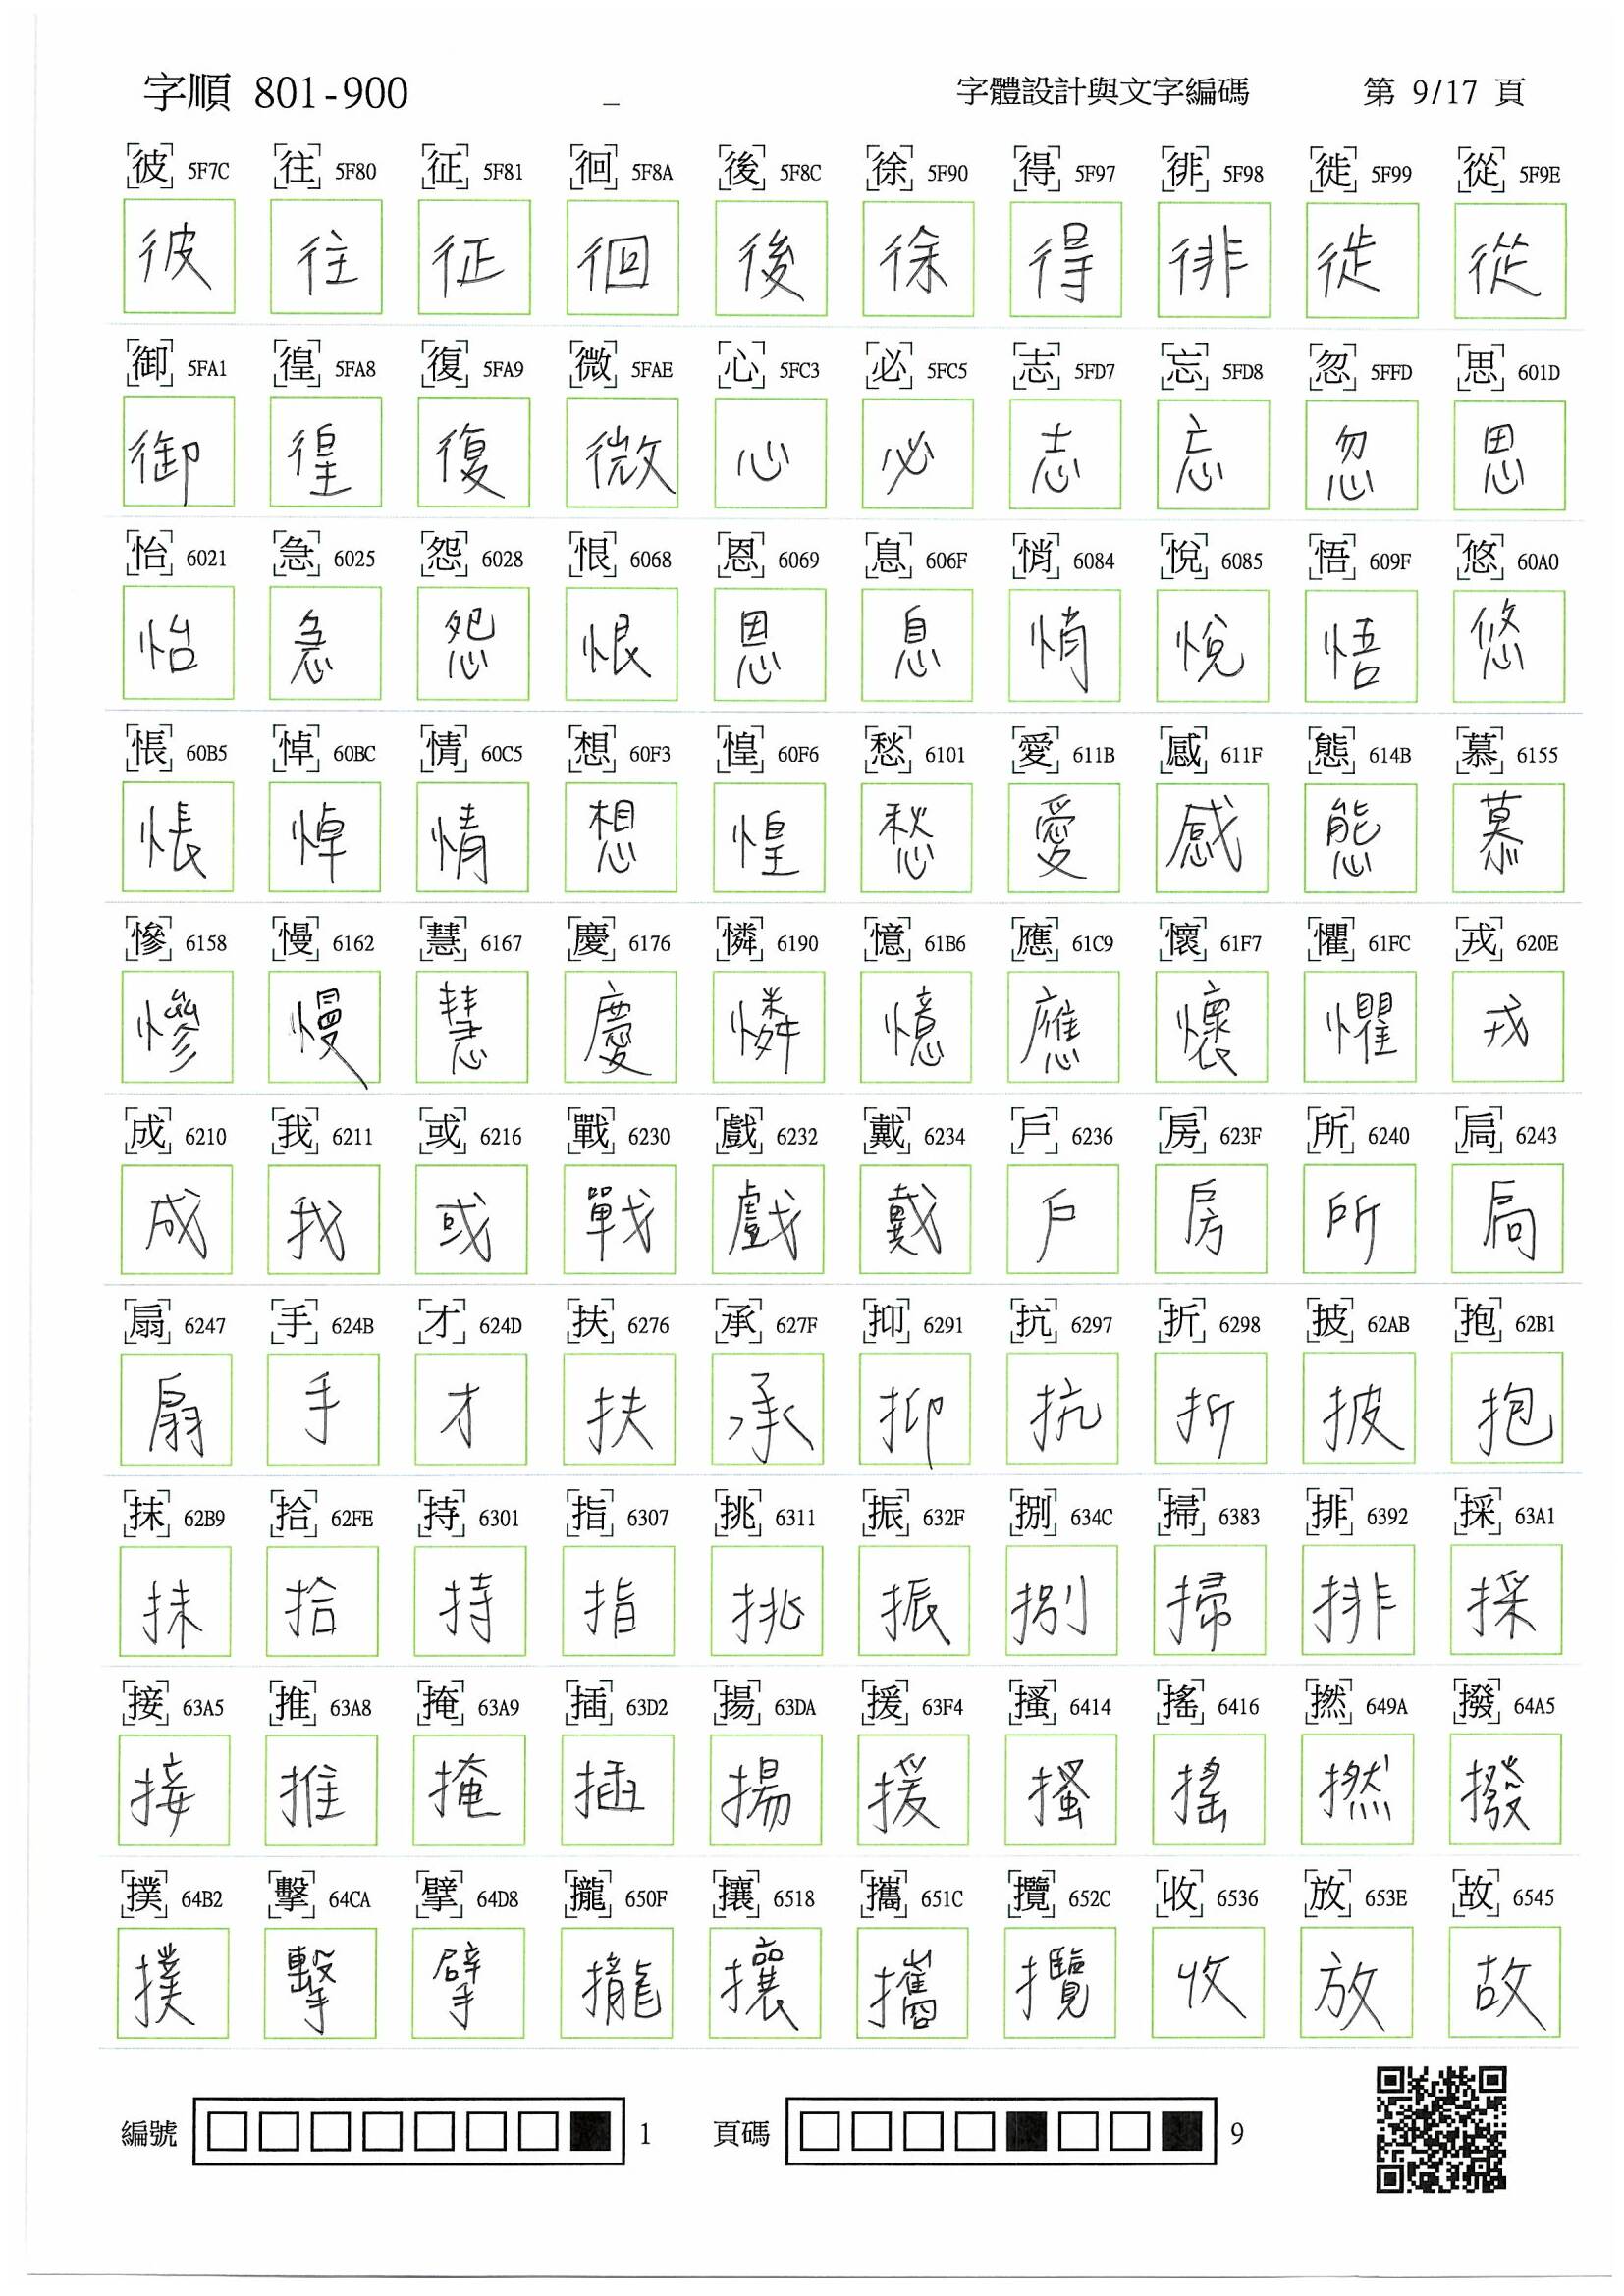 字順 801-900 _ 字體設計與文字編碼 第 9/17 頁
彼 5F7C 往 5F80 征 5F81 徊 5F8A 後 5F8C 徐 5F90 得 5F97 徘 5F98 徙 5F99 從 5F9E
彼 往 征 徊 後 徐 得 徘 徙 從
御 5FA1 徨 5FA8 復 5FA9 微 5FAE 心 5FC3 必 5FC5 志 5FD7 忘 5FD8 忽 5FFD 思 601D
御 徨 復 微 心 必 志 忘 忽 思
怡 6021 急 6025 怨 6028 恨 6068 恩 6069 息 606F 悄 6084 悅 6085 悟 609F 悠 60A0
怡 急 怨 恨 恩 息 悄 悅 悟 悠
悵 60B5 悼 60BC 情 60C5 想 60F3 惶 60F6 愁 6101 愛 611B 感 611F 態 614B 慕 6155
悵 悼 情 想 惶 愁 愛 感 態 慕
慘 6158 慢 6162 慧 6167 慶 6176 憐 6190 憶 61B6 應 61C9 懷 61F7 懼 61FC 戎 620E
慘 慢 慧 慶 憐 憶 應 懷 懼 戎
成 6210 我 6211 或 6216 戰 6230 戲 6232 戴 6234 戶 6236 房 623F 所 6240 扃 6243
成 我 或 戰 戲 戴 戶 房 所 扃
扇 6247 手 624B 才 624D 扶 6276 承 627F 抑 6291 抗 6297 折 6298 披 62AB 抱 62B1
扇 手 才 扶 承 抑 抗 折 披 抱
抹 62B9 拾 62FE 持 6301 指 6307 挑 6311 振 632F 捌 634C 掃 6383 排 6392 採 63A1
抹 拾 持 指 挑 振 捌 掃 排 採
接 63A5 推 63A8 掩 63A9 插 63D2 揚 63DA 援 63F4 搔 6414 搖 6416 撚 649A 撥 64A5
接 推 掩 插 揚 援 搔 搖 撚 撥
撲 64B2 擊 64CA 擘 64D8 攏 650F 攘 6518 攜 651C 攬 652C 收 6536 放 653E 故 6545
撲 擊 擘 攏 攘 攜 攬 收 放 故
編號 1 頁碼 9